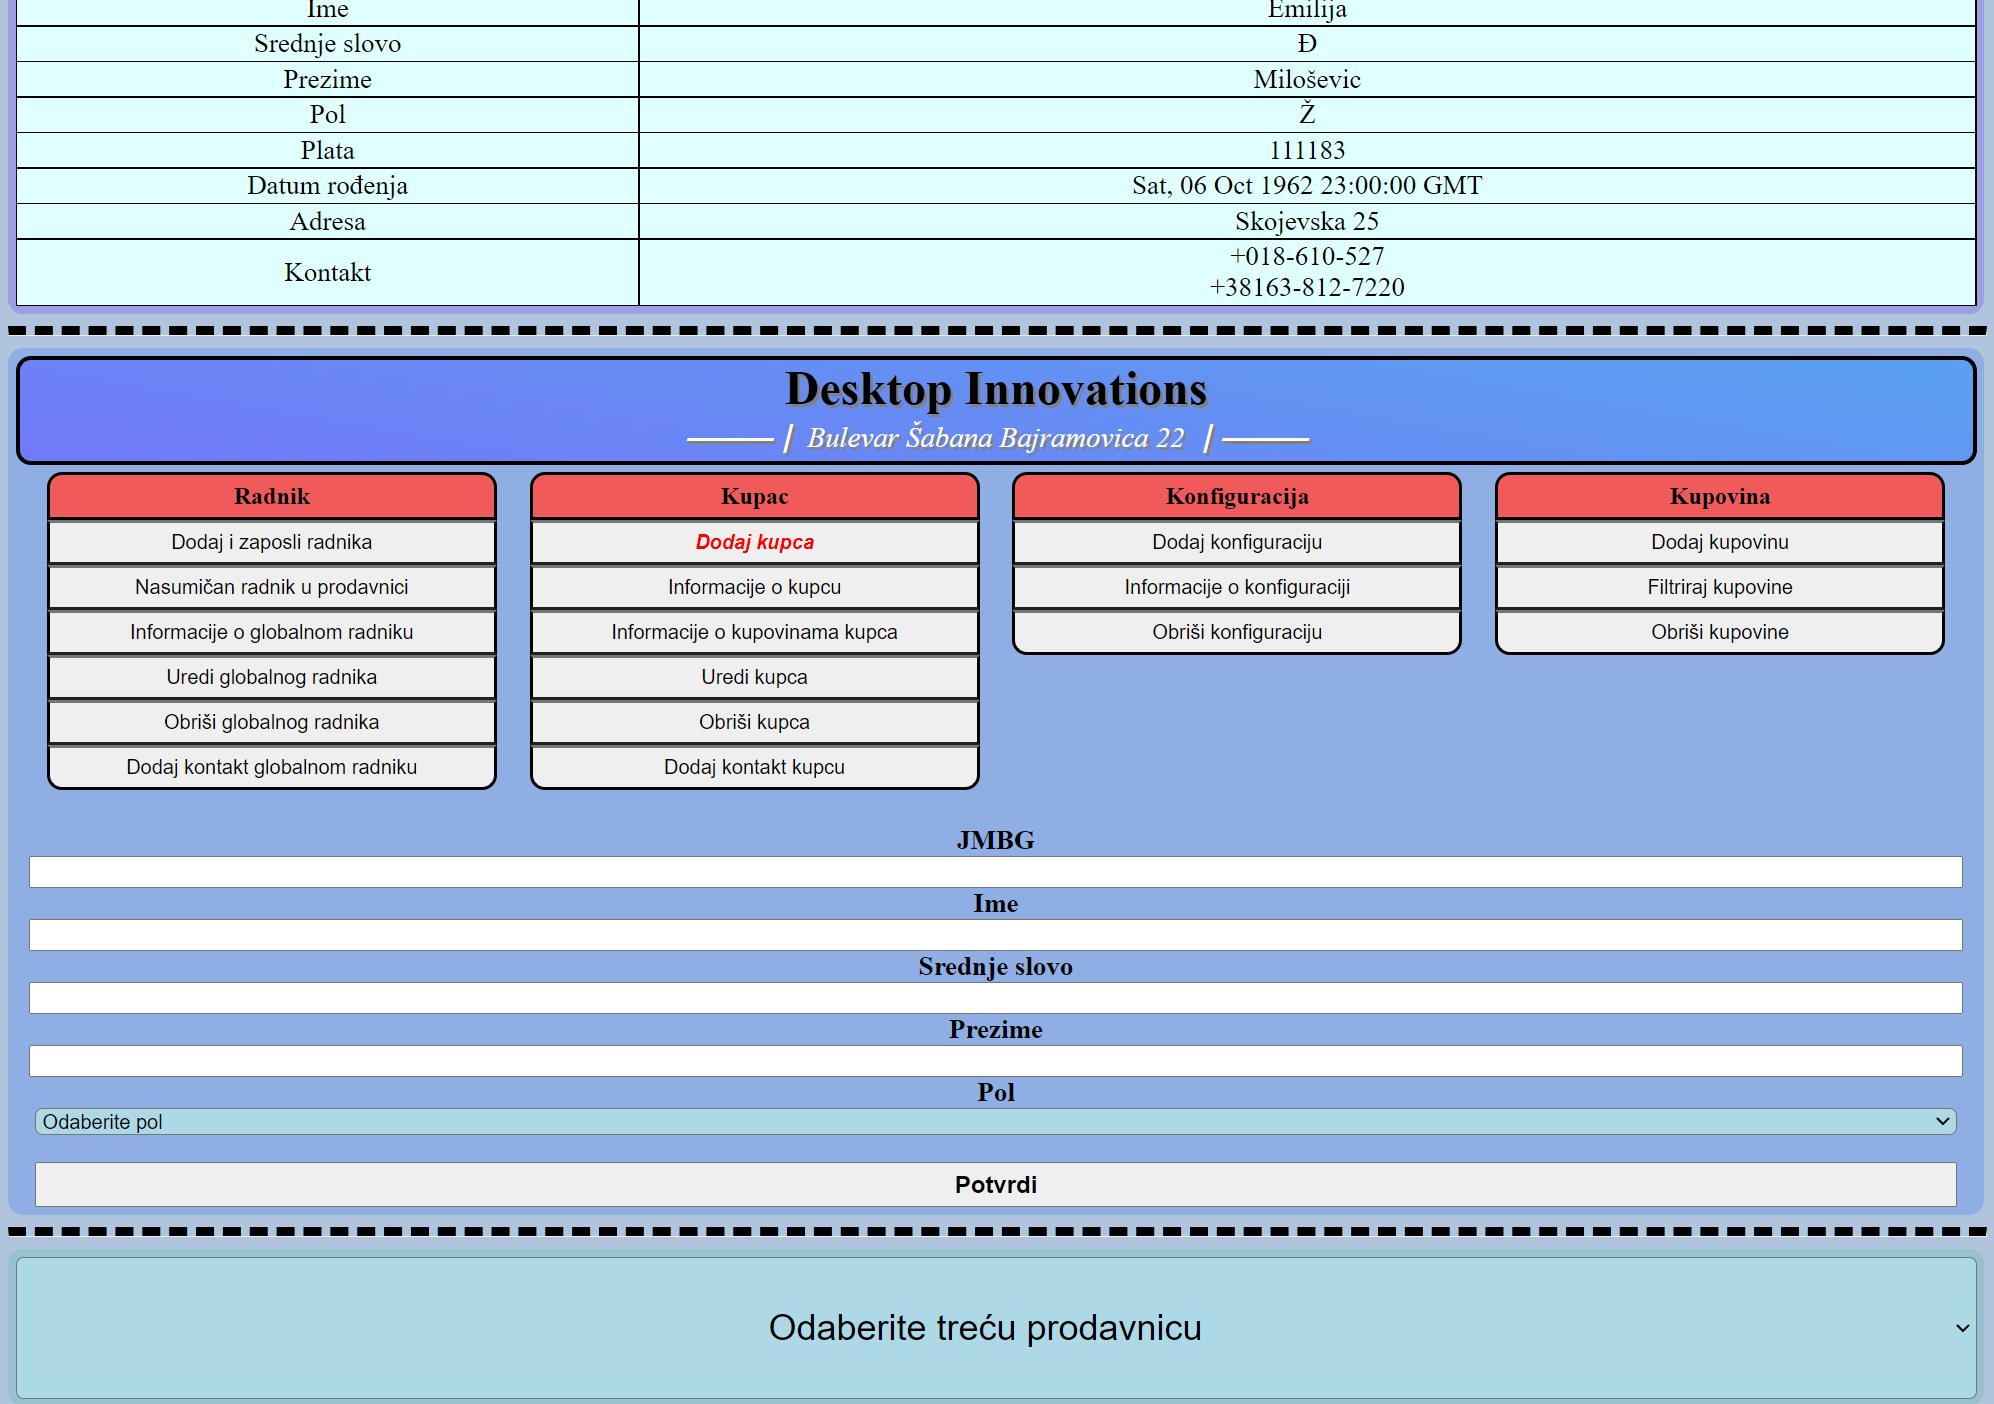 Ime Emilija
Srednje slovo Đ
Prezime Miloševic
Pol Ž
Plata 111183
Datum rođenja Sat, 06 Oct 1962 23:00:00 GMT
Adresa Skojevska 25
Kontakt +018-610-527
+38163-812-7220
Desktop Innovations
———| Bulevar Šabana Bajramovica 22 |———
Radnik Kupac Konfiguracija Kupovina
Dodaj i zaposli radnika Dodaj kupca Dodaj konfiguraciju Dodaj kupovinu
Nasumičan radnik u prodavnici Informacije o kupcu Informacije o konfiguraciji Filtriraj kupovine
Informacije o globalnom radniku Informacije o kupovinama kupca Obriši konfiguraciju Obriši kupovine
Uredi globalnog radnika Uredi kupca
Obriši globalnog radnika Obriši kupca
Dodaj kontakt globalnom radniku Dodaj kontakt kupcu
JMBG
Ime
Srednje slovo
Prezime
Pol
Odaberite pol
Potvrdi
Odaberite treću prodavnicu